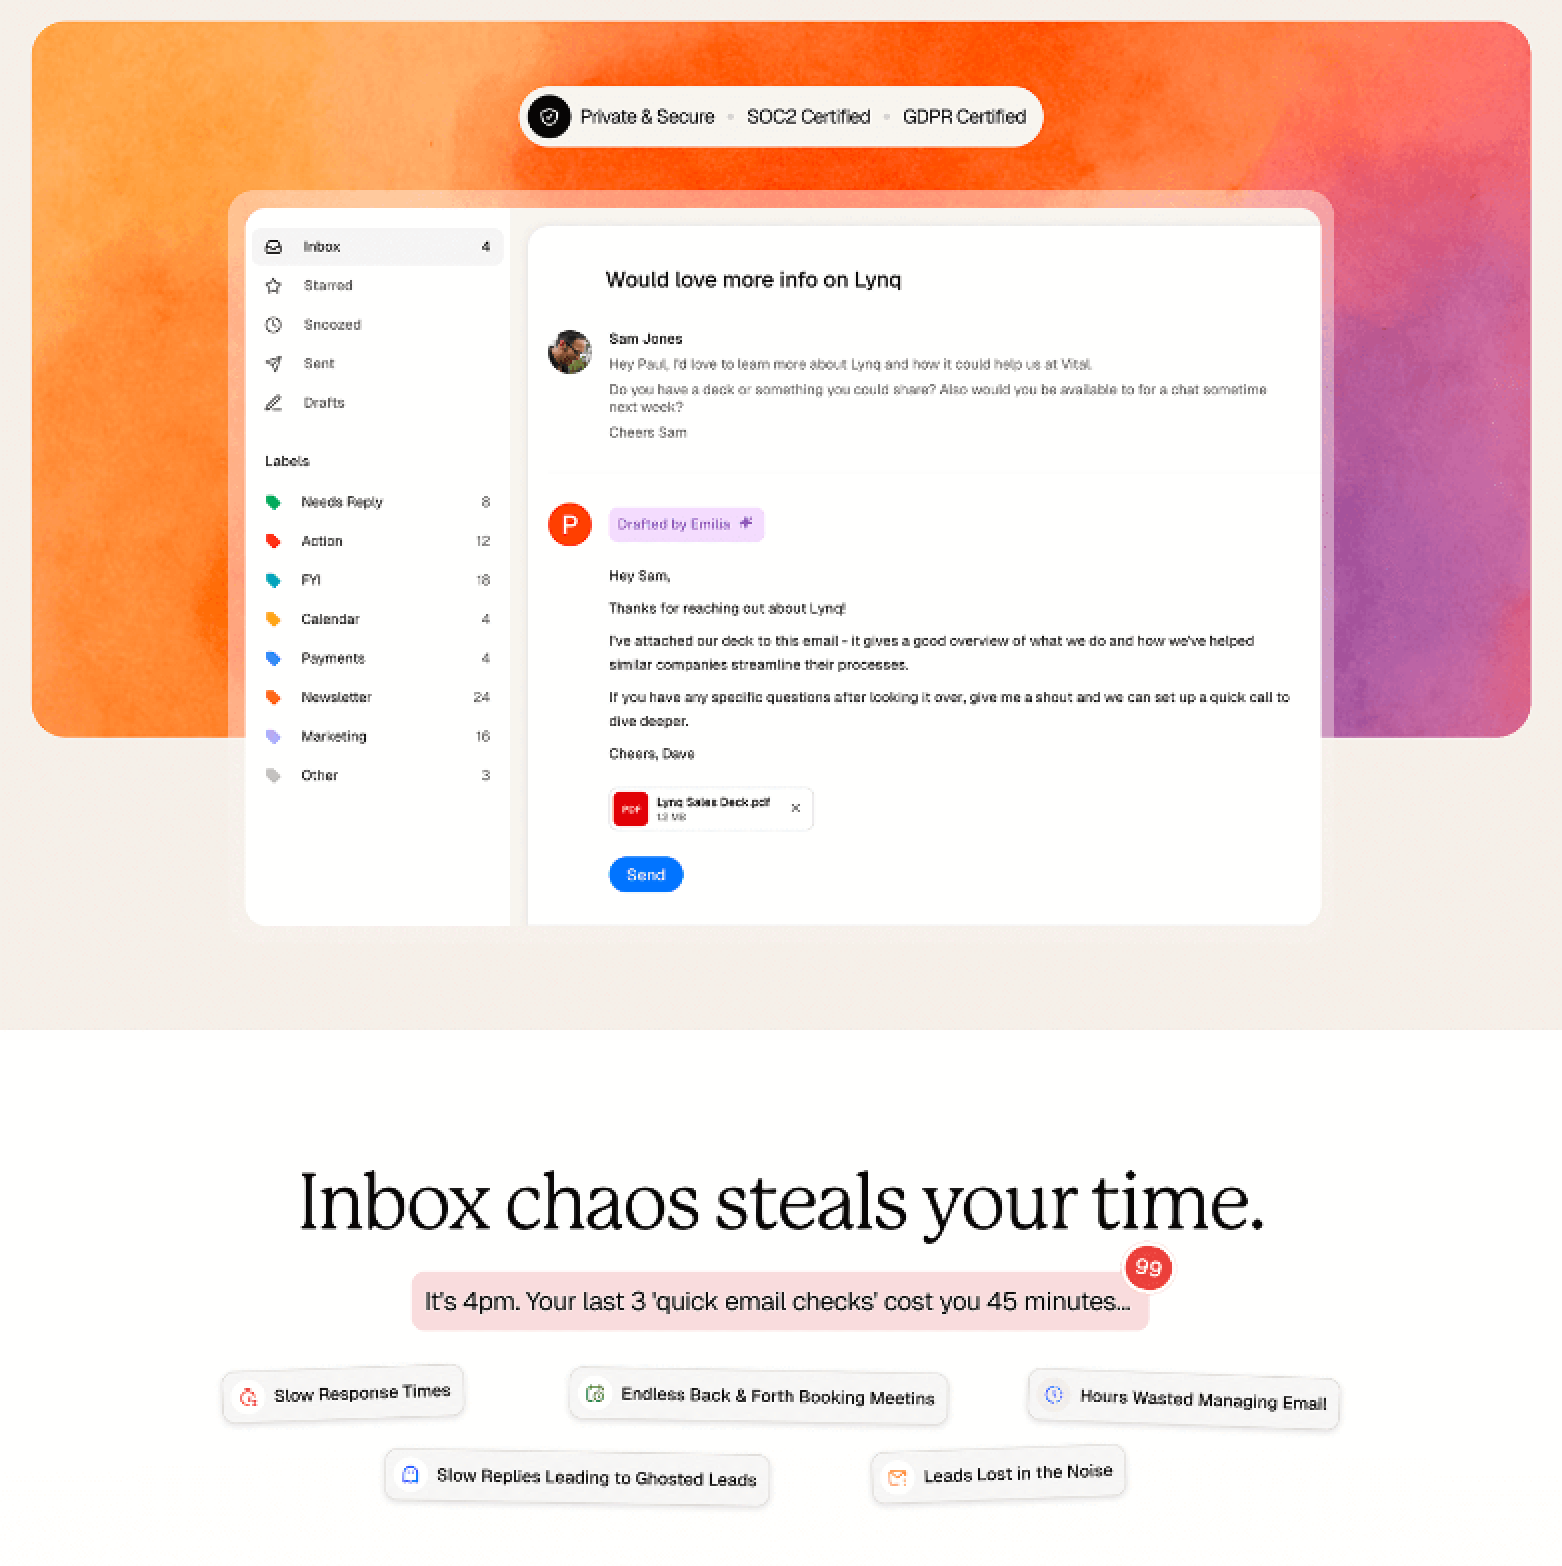 Private & Secure • SOC2 Certified • GDPR Certified
Inbox 4
Starred
Snoozed
Sent
Drafts
Labels
Needs Reply 8
Action 12
FYI 18
Calendar 4
Payments 4
Newsletter 24
Marketing 16
Other 3
Would love more info on Lynq
Sam Jones
Hey Paul, I'd love to learn more about Lynq and how it could help us at Vital.
Do you have a deck or something you could share? Also would you be available to for a chat sometime
next week?
Cheers Sam
P
Drafted by Emilia
Hey Sam,
Thanks for reaching out about Lynq!
I've attached our deck to this email - it gives a good overview of what we do and how we've helped
similar companies streamline their processes.
If you have any specific questions after looking it over, give me a shout and we can set up a quick call to
dive deeper.
Cheers, Dave
PDF
Lynq Sales Deck.pdf
1.2 MB
Send
Inbox chaos steals your time.
99
It's 4pm. Your last 3 'quick email checks' cost you 45 minutes...
Slow Response Times
Endless Back & Forth Booking Meetins
Hours Wasted Managing Email
Slow Replies Leading to Ghosted Leads
Leads Lost in the Noise